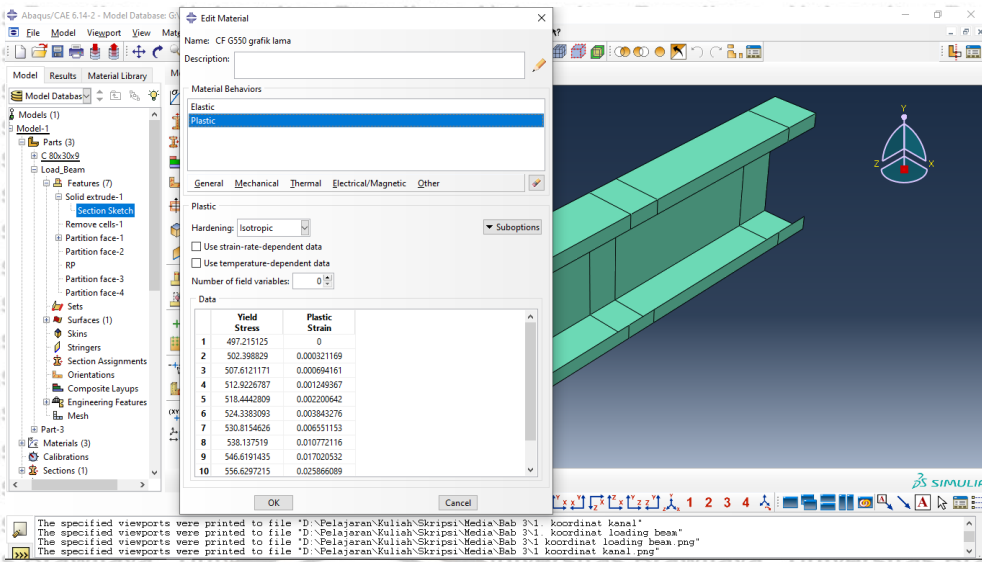 Abaqus/CAE 6.14-2 - Model Database: G:\
File Model Viewport View Mat
Model Results Material Library
Model Databas
Models (1)
Model-1
Parts (3)
C 80x30x9
Load_Beam
Features (7)
Solid extrude-1
Section Sketch
Remove cells-1
Partition face-1
Partition face-2
RP
Partition face-3
Partition face-4
Sets
Surfaces (1)
Skins
Stringers
Section Assignments
Orientations
Composite Layups
Engineering Features
Mesh
Part-3
Materials (3)
Calibrations
Sections (1)
Edit Material
Name: CF G550 grafik lama
Description:
Material Behaviors
Elastic
Plastic
General Mechanical Thermal Electrical/Magnetic Other
Plastic
Hardening: Isotropic Suboptions
Use strain-rate-dependent data
Use temperature-dependent data
Number of field variables: 0
Data
Yield Stress Plastic Strain
1 497.215125 0
2 502.398829 0.000321169
3 507.6121171 0.000694161
4 512.9226787 0.001249367
5 518.4442809 0.002200642
6 524.3383093 0.003843276
7 530.8154626 0.006551153
8 538.137519 0.010772116
9 546.6191435 0.017020532
10 556.6297215 0.025866089
OK Cancel
Y
Z X
SIMULIA
1 2 3 4
The specified viewports were printed to file "D:\Pelajaran\Kuliah\Skripsi\Media\Bab 3\1. koordinat kanal"
The specified viewports were printed to file "D:\Pelajaran\Kuliah\Skripsi\Media\Bab 3\1. koordinat loading beam"
The specified viewports were printed to file "D:\Pelajaran\Kuliah\Skripsi\Media\Bab 3\1 koordinat loading beam.png"
The specified viewports were printed to file "D:\Pelajaran\Kuliah\Skripsi\Media\Bab 3\1 koordinat kanal.png"